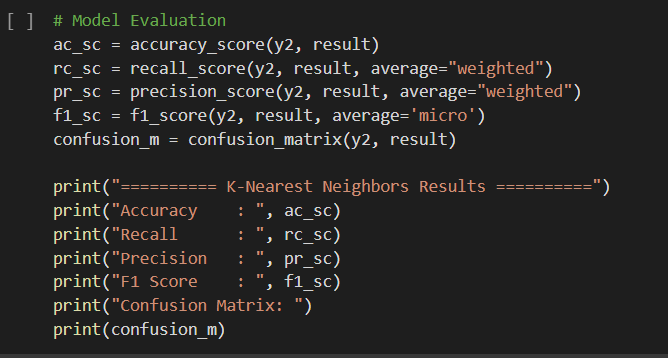 [ ] # Model Evaluation
ac_sc = accuracy_score(y2, result)
rc_sc = recall_score(y2, result, average="weighted")
pr_sc = precision_score(y2, result, average="weighted")
f1_sc = f1_score(y2, result, average='micro')
confusion_m = confusion_matrix(y2, result)

print("========== K-Nearest Neighbors Results ==========")
print("Accuracy    : ", ac_sc)
print("Recall      : ", rc_sc)
print("Precision   : ", pr_sc)
print("F1 Score    : ", f1_sc)
print("Confusion Matrix: ")
print(confusion_m)